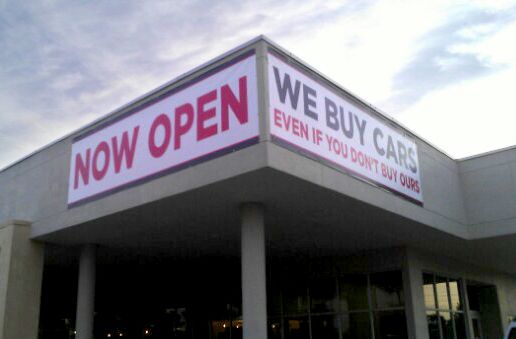 NOW OPEN
WE BUY CARS
EVEN IF YOU DON'T BUY OURS